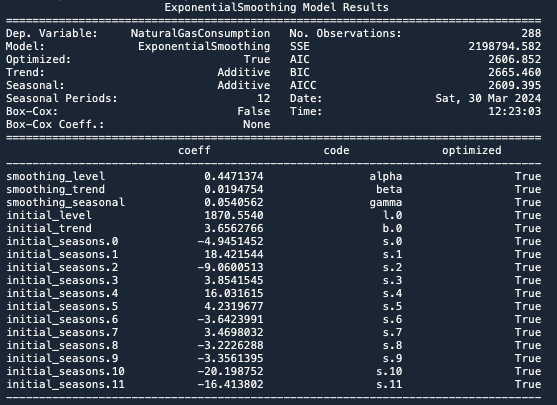 ExponentialSmoothing Model Results
================================================================================
Dep. Variable: NaturalGasConsumption No. Observations: 288
Model: ExponentialSmoothing SSE 2198794.582
Optimized: True AIC 2606.852
Trend: Additive BIC 2665.460
Seasonal: Additive AICC 2609.395
Seasonal Periods: 12 Date: Sat, 30 Mar 2024
Box-Cox: False Time: 12:23:03
Box-Cox Coeff.: None
================================================================================
coeff code optimized
--------------------------------------------------------------------------------
smoothing_level 0.4471374 alpha True
smoothing_trend 0.0194754 beta True
smoothing_seasonal 0.0540562 gamma True
initial_level 1870.5540 l.0 True
initial_trend 3.6562766 b.0 True
initial_seasons.0 -4.9451452 s.0 True
initial_seasons.1 18.421544 s.1 True
initial_seasons.2 -9.0600513 s.2 True
initial_seasons.3 3.8541545 s.3 True
initial_seasons.4 16.031615 s.4 True
initial_seasons.5 4.2319677 s.5 True
initial_seasons.6 -3.6423991 s.6 True
initial_seasons.7 3.4698032 s.7 True
initial_seasons.8 -3.2226288 s.8 True
initial_seasons.9 -3.3561395 s.9 True
initial_seasons.10 -20.198752 s.10 True
initial_seasons.11 -16.413802 s.11 True
--------------------------------------------------------------------------------